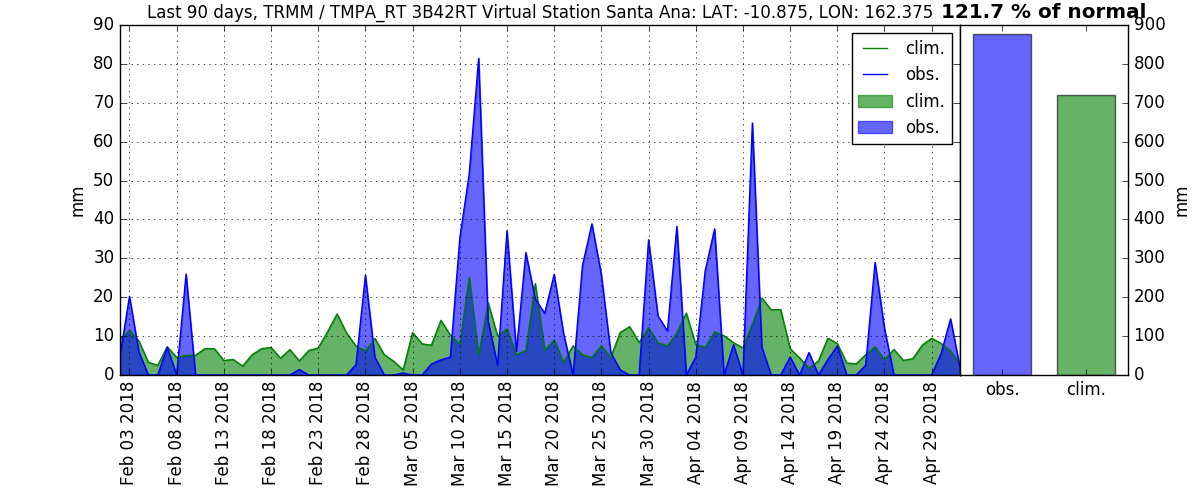 Last 90 days, TRMM / TMPA_RT 3B42RT Virtual Station Santa Ana: LAT: -10.875, LON: 162.375 121.7 % of normal
90
80
70
60
50
40
30
20
10
0
mm
clim.
obs.
clim.
obs.
Feb 03 2018
Feb 08 2018
Feb 13 2018
Feb 18 2018
Feb 23 2018
Feb 28 2018
Mar 05 2018
Mar 10 2018
Mar 15 2018
Mar 20 2018
Mar 25 2018
Mar 30 2018
Apr 04 2018
Apr 09 2018
Apr 14 2018
Apr 19 2018
Apr 24 2018
Apr 29 2018
900
800
700
600
500
400
300
200
100
0
mm
obs. clim.